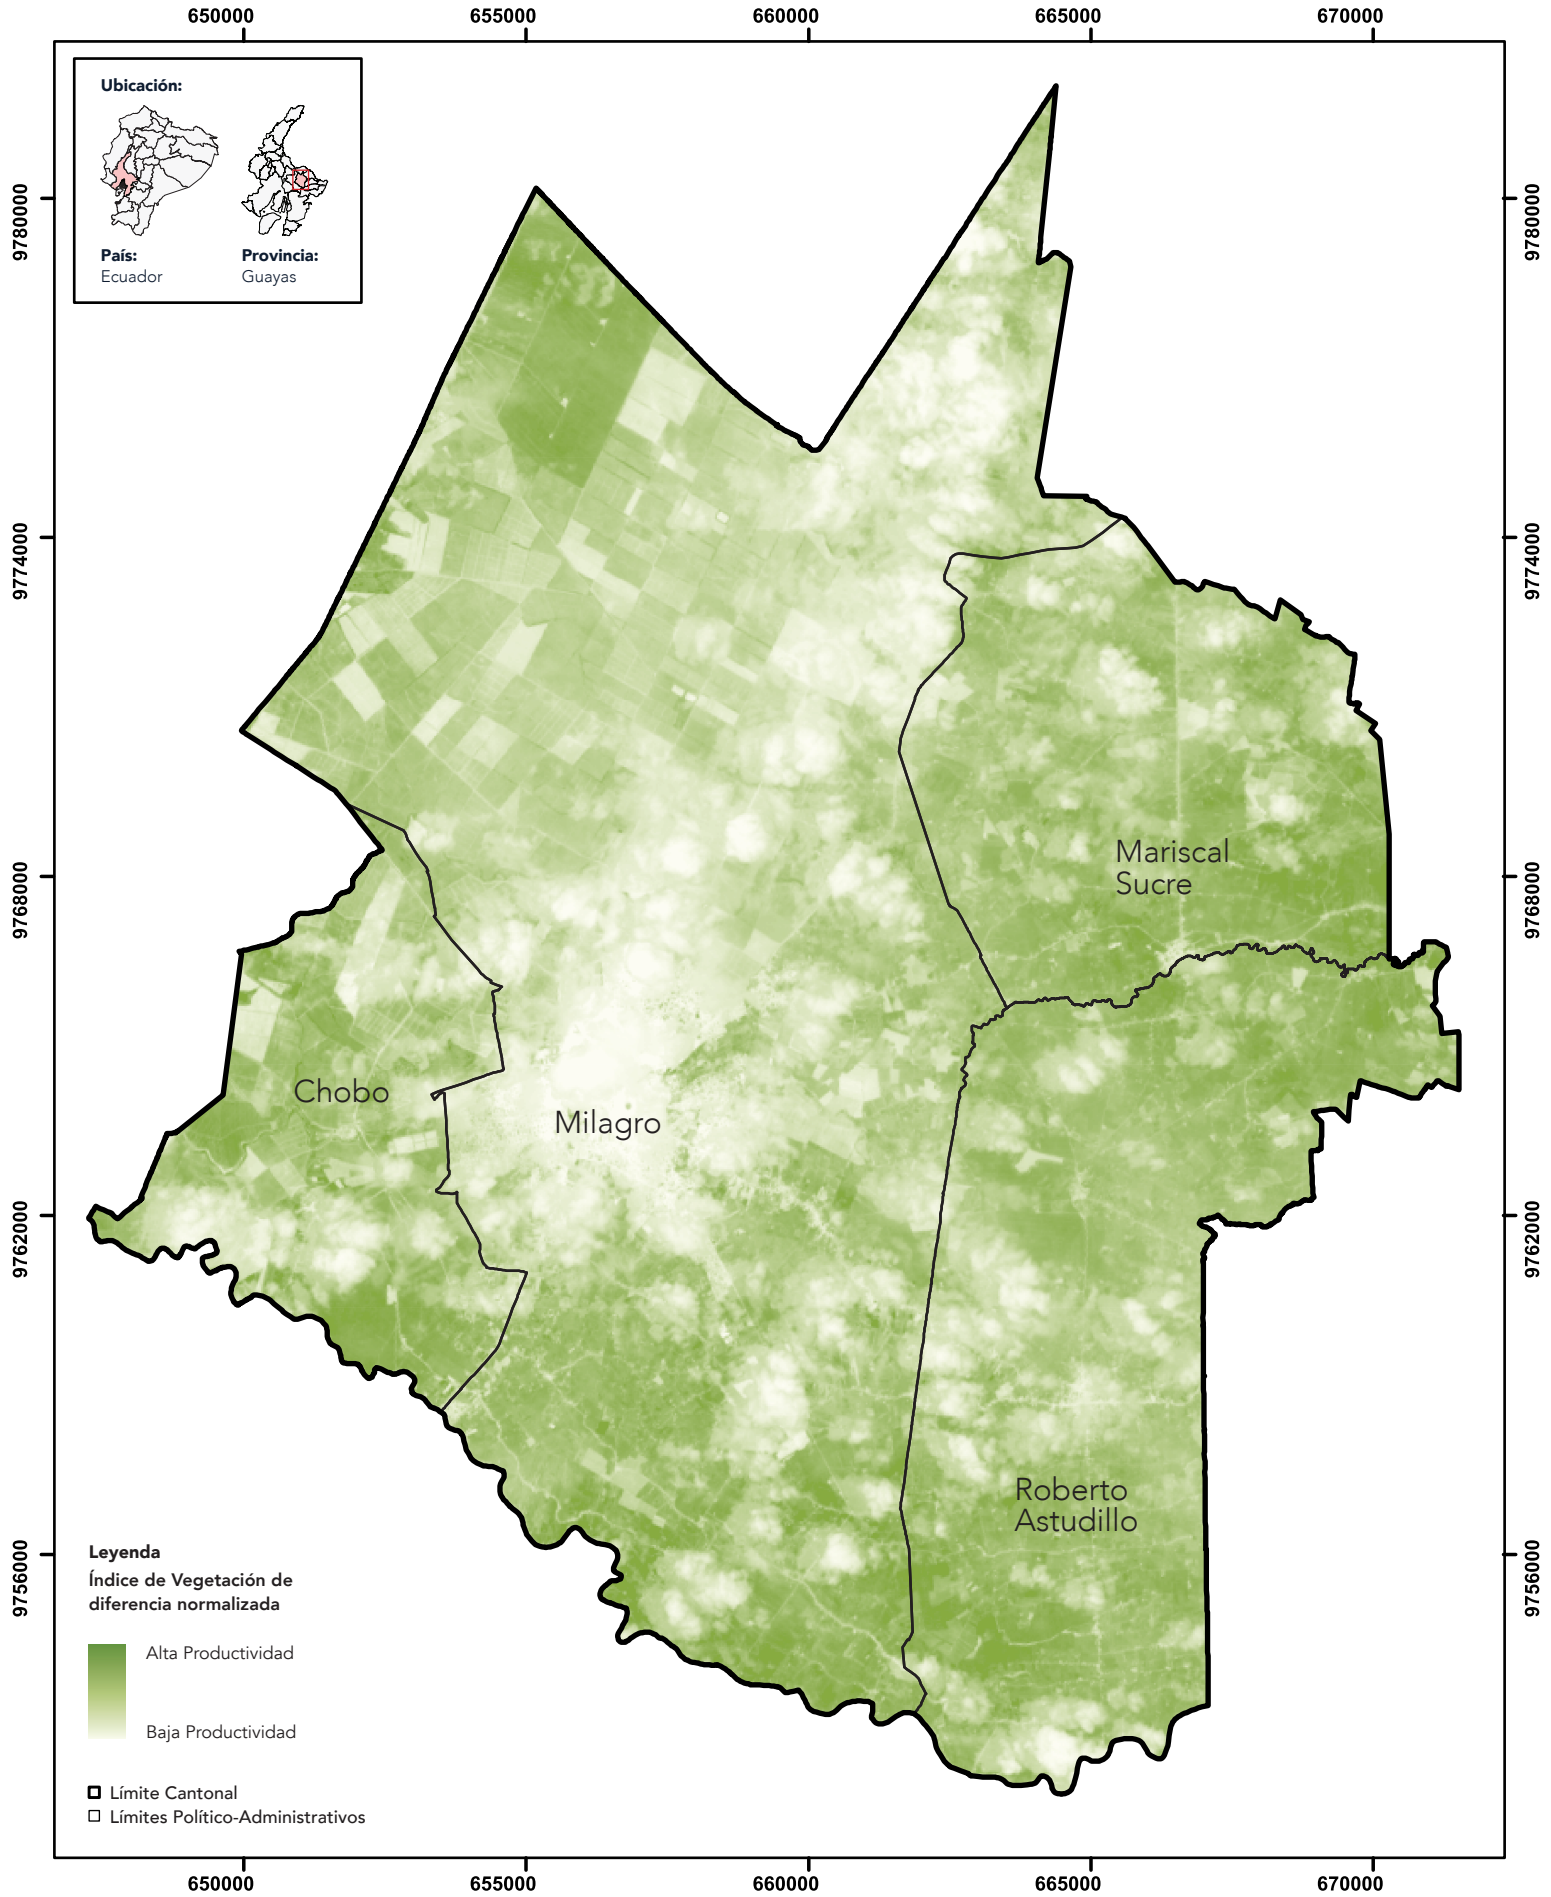 650000
655000
660000
665000
670000
Ubicación:
País:
Ecuador
Provincia:
Guayas
9780000
9780000
9774000
9774000
Mariscal
Sucre
9768000
9768000
Chobo
Milagro
9762000
9762000
Roberto
Astudillo
9756000
9756000
Leyenda
Índice de Vegetación de
diferencia normalizada
Alta Productividad
Baja Productividad
Límite Cantonal
Límites Político-Administrativos
650000
655000
660000
665000
670000